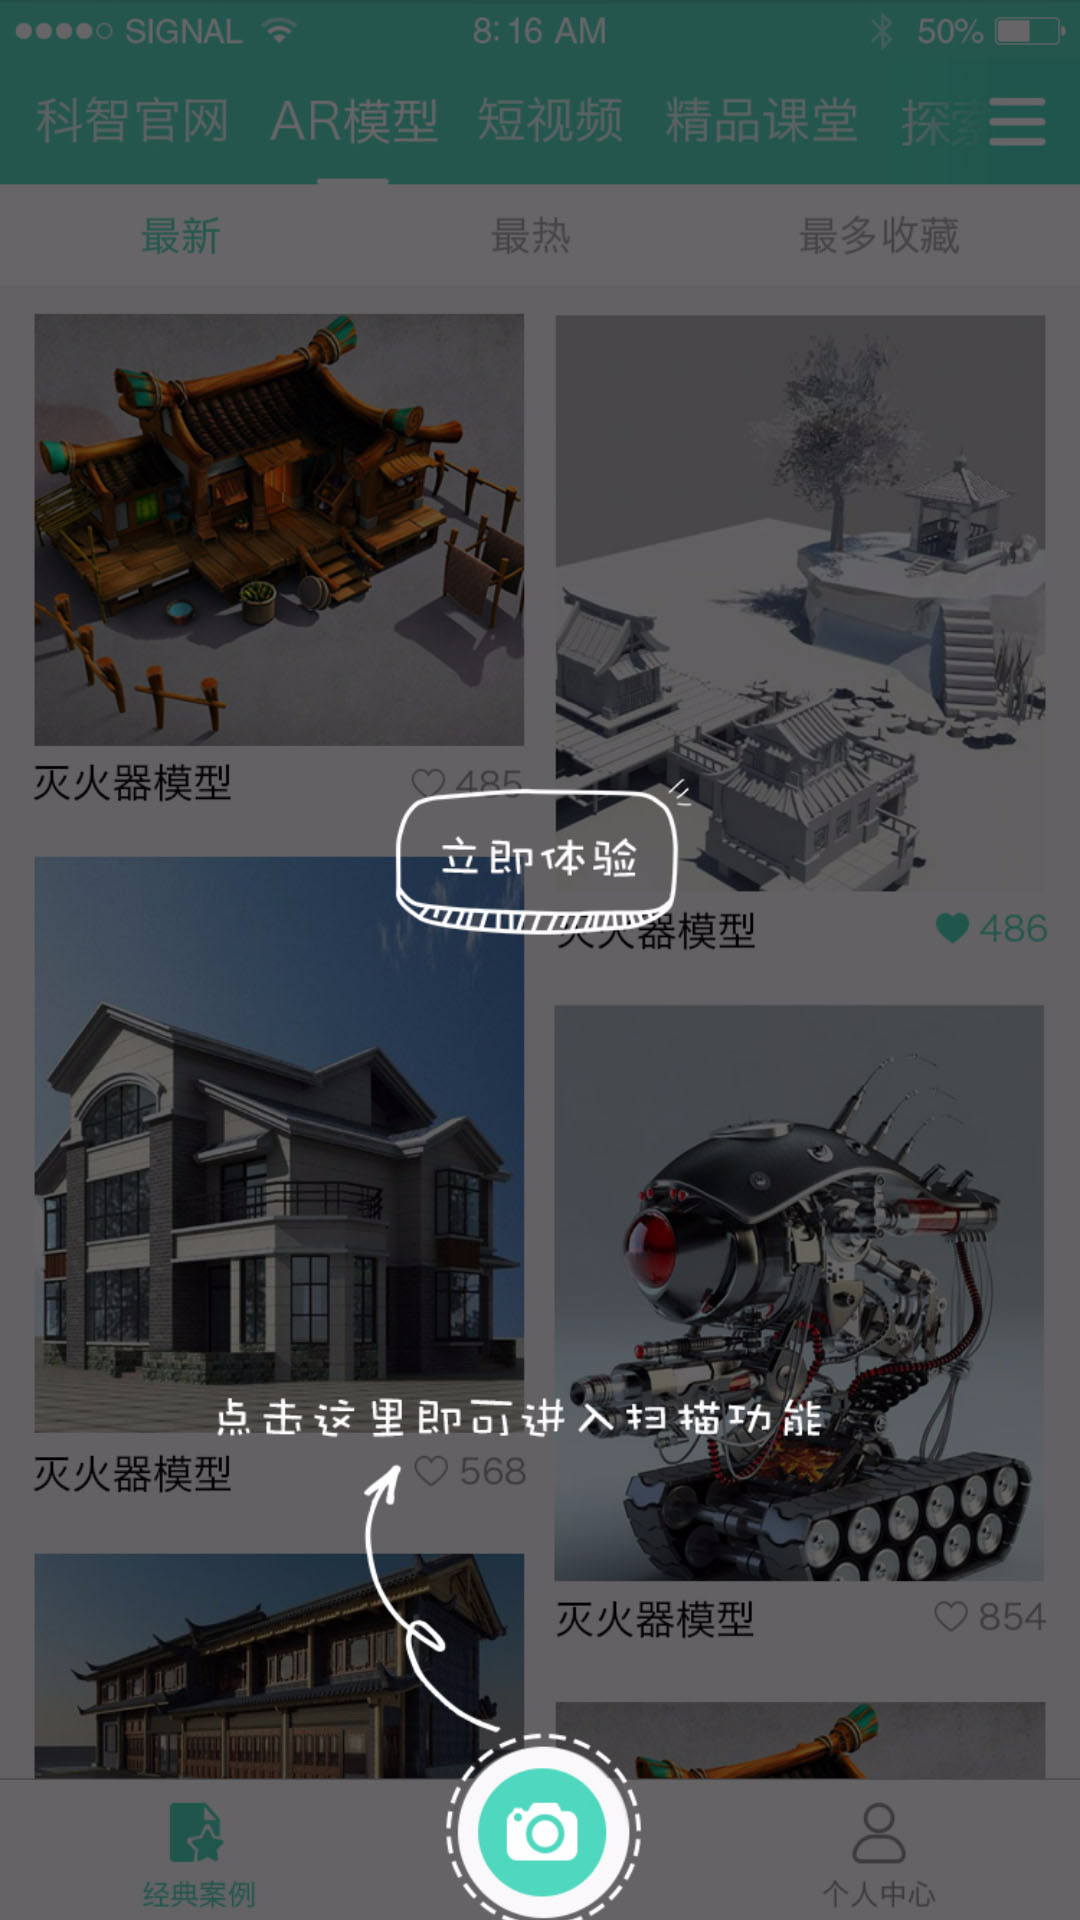 SIGNAL 8:16 AM 50%
科智官网 AR模型 短视频 精品课堂 探索
最新 最热 最多收藏
灭火器模型 485
立即体验
灭火器模型 486
点击这里即可进入扫描功能
灭火器模型 568
灭火器模型 854
经典案例 个人中心